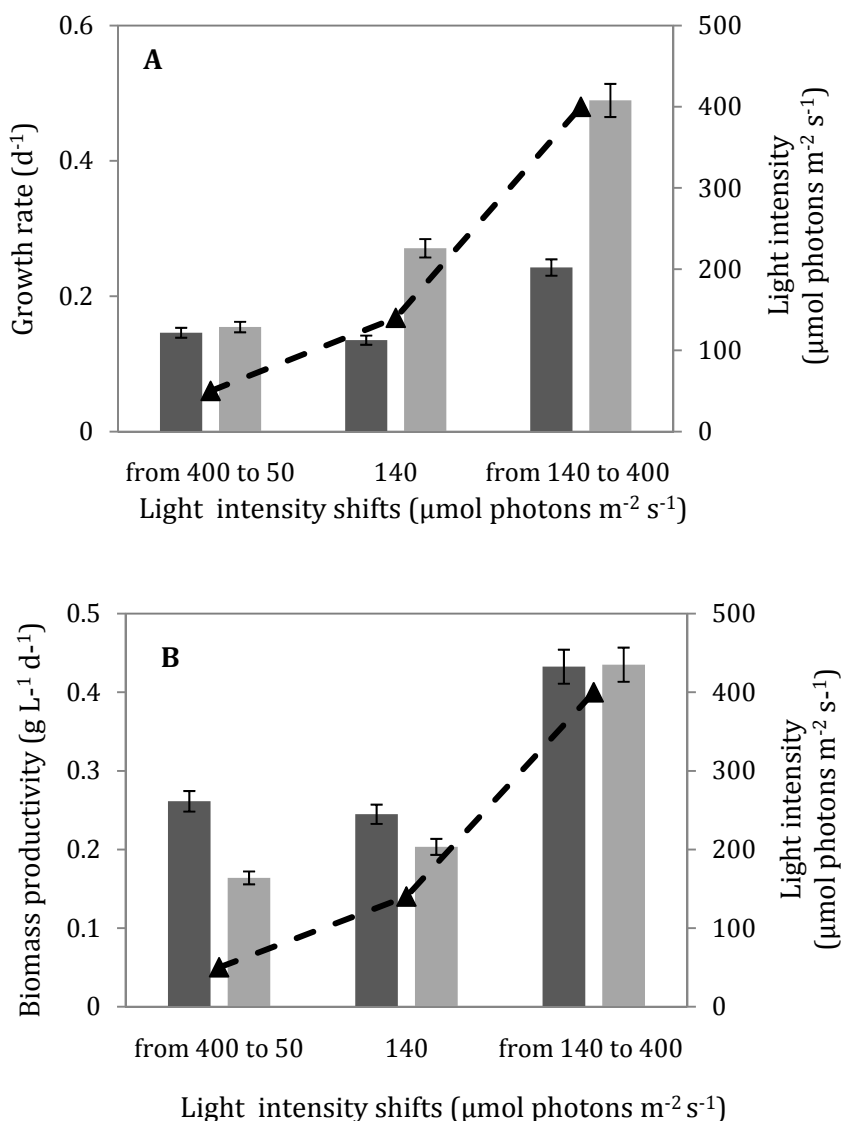 A
0.6
0.4
0.2
0
Growth rate (d⁻¹)
500
400
300
200
100
0
Light intensity
(µmol photons m⁻² s⁻¹)
from 400 to 50 140 from 140 to 400
Light intensity shifts (µmol photons m⁻² s⁻¹)
B
0.5
0.4
0.3
0.2
0.1
0
Biomass productivity (g L-¹ d-¹)
500
400
300
200
100
0
Light intensity
(µmol photons m⁻² s-¹)
from 400 to 50 140 from 140 to 400
Light intensity shifts (µmol photons m⁻² s⁻¹)